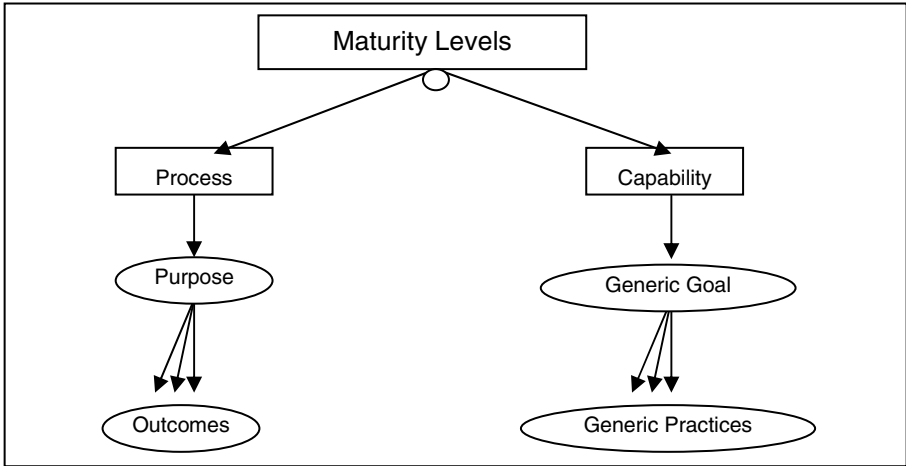 Maturity Levels
Process
Capability
Purpose
Generic Goal
Outcomes
Generic Practices